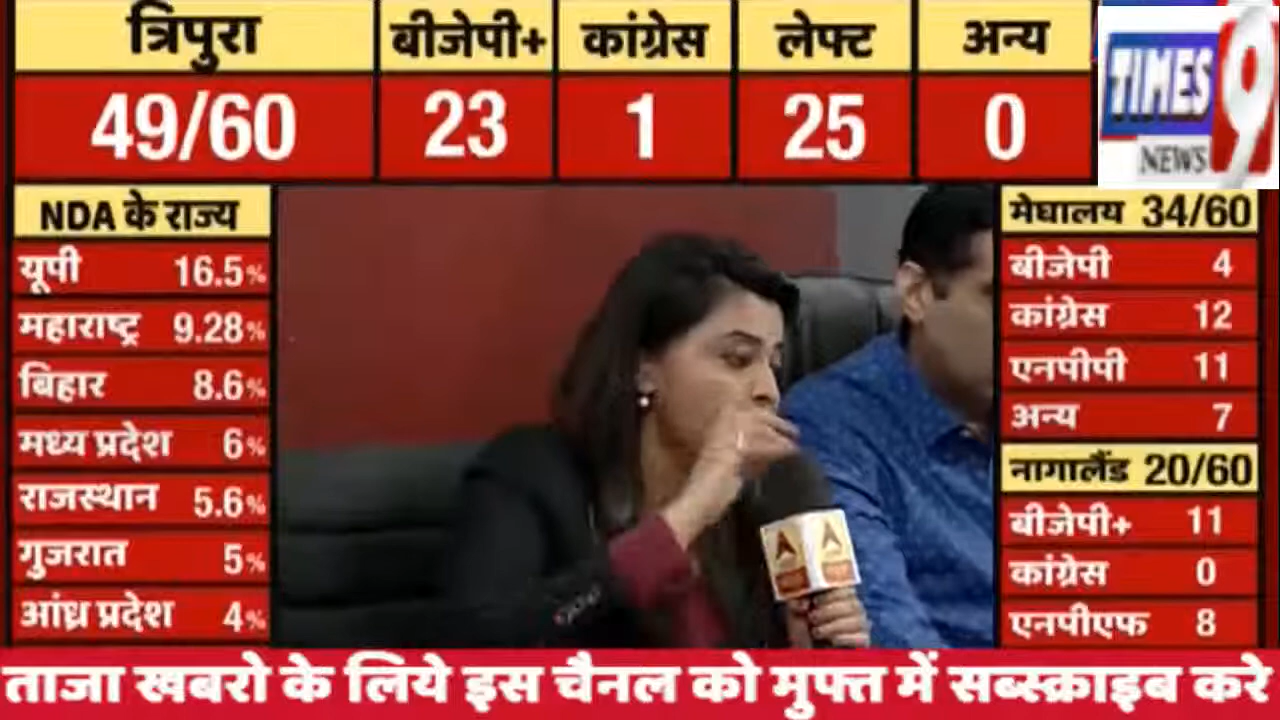 त्रिपुरा बीजेपी+ कांग्रेस लेफ्ट अन्य
49/60 23 1 25 0
TIMES 9
NEWS
NDA के राज्य
यूपी 16.5%
महाराष्ट्र 9.28%
बिहार 8.6%
मध्य प्रदेश 6%
राजस्थान 5.6%
गुजरात 5%
आंध्र प्रदेश 4%
मेघालय 34/60
बीजेपी 4
कांग्रेस 12
एनपीपी 11
अन्य 7
नागालैंड 20/60
बीजेपी+ 11
कांग्रेस 0
एनपीएफ 8
ताजा खबरो के लिये इस चैनल को मुफ्त में सब्स्क्राइब करे